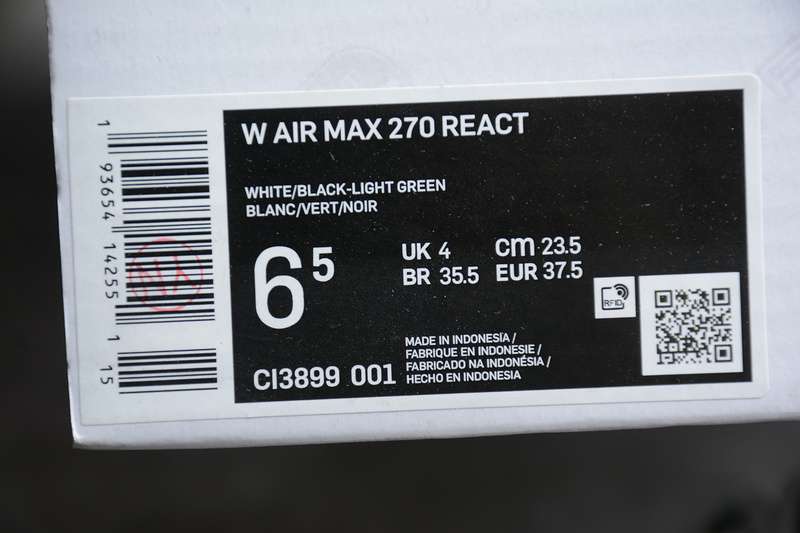 W AIR MAX 270 REACT
WHITE/BLACK-LIGHT GREEN
BLANC/VERT/NOIR
6 5
UK 4 cm 23.5
BR 35.5 EUR 37.5
RFID
CI3899 001
MADE IN INDONESIA /
FABRIQUE EN INDONESIE /
FABRICADO NA INDONÉSIA /
HECHO EN INDONESIA
1 93654 14255 1 15